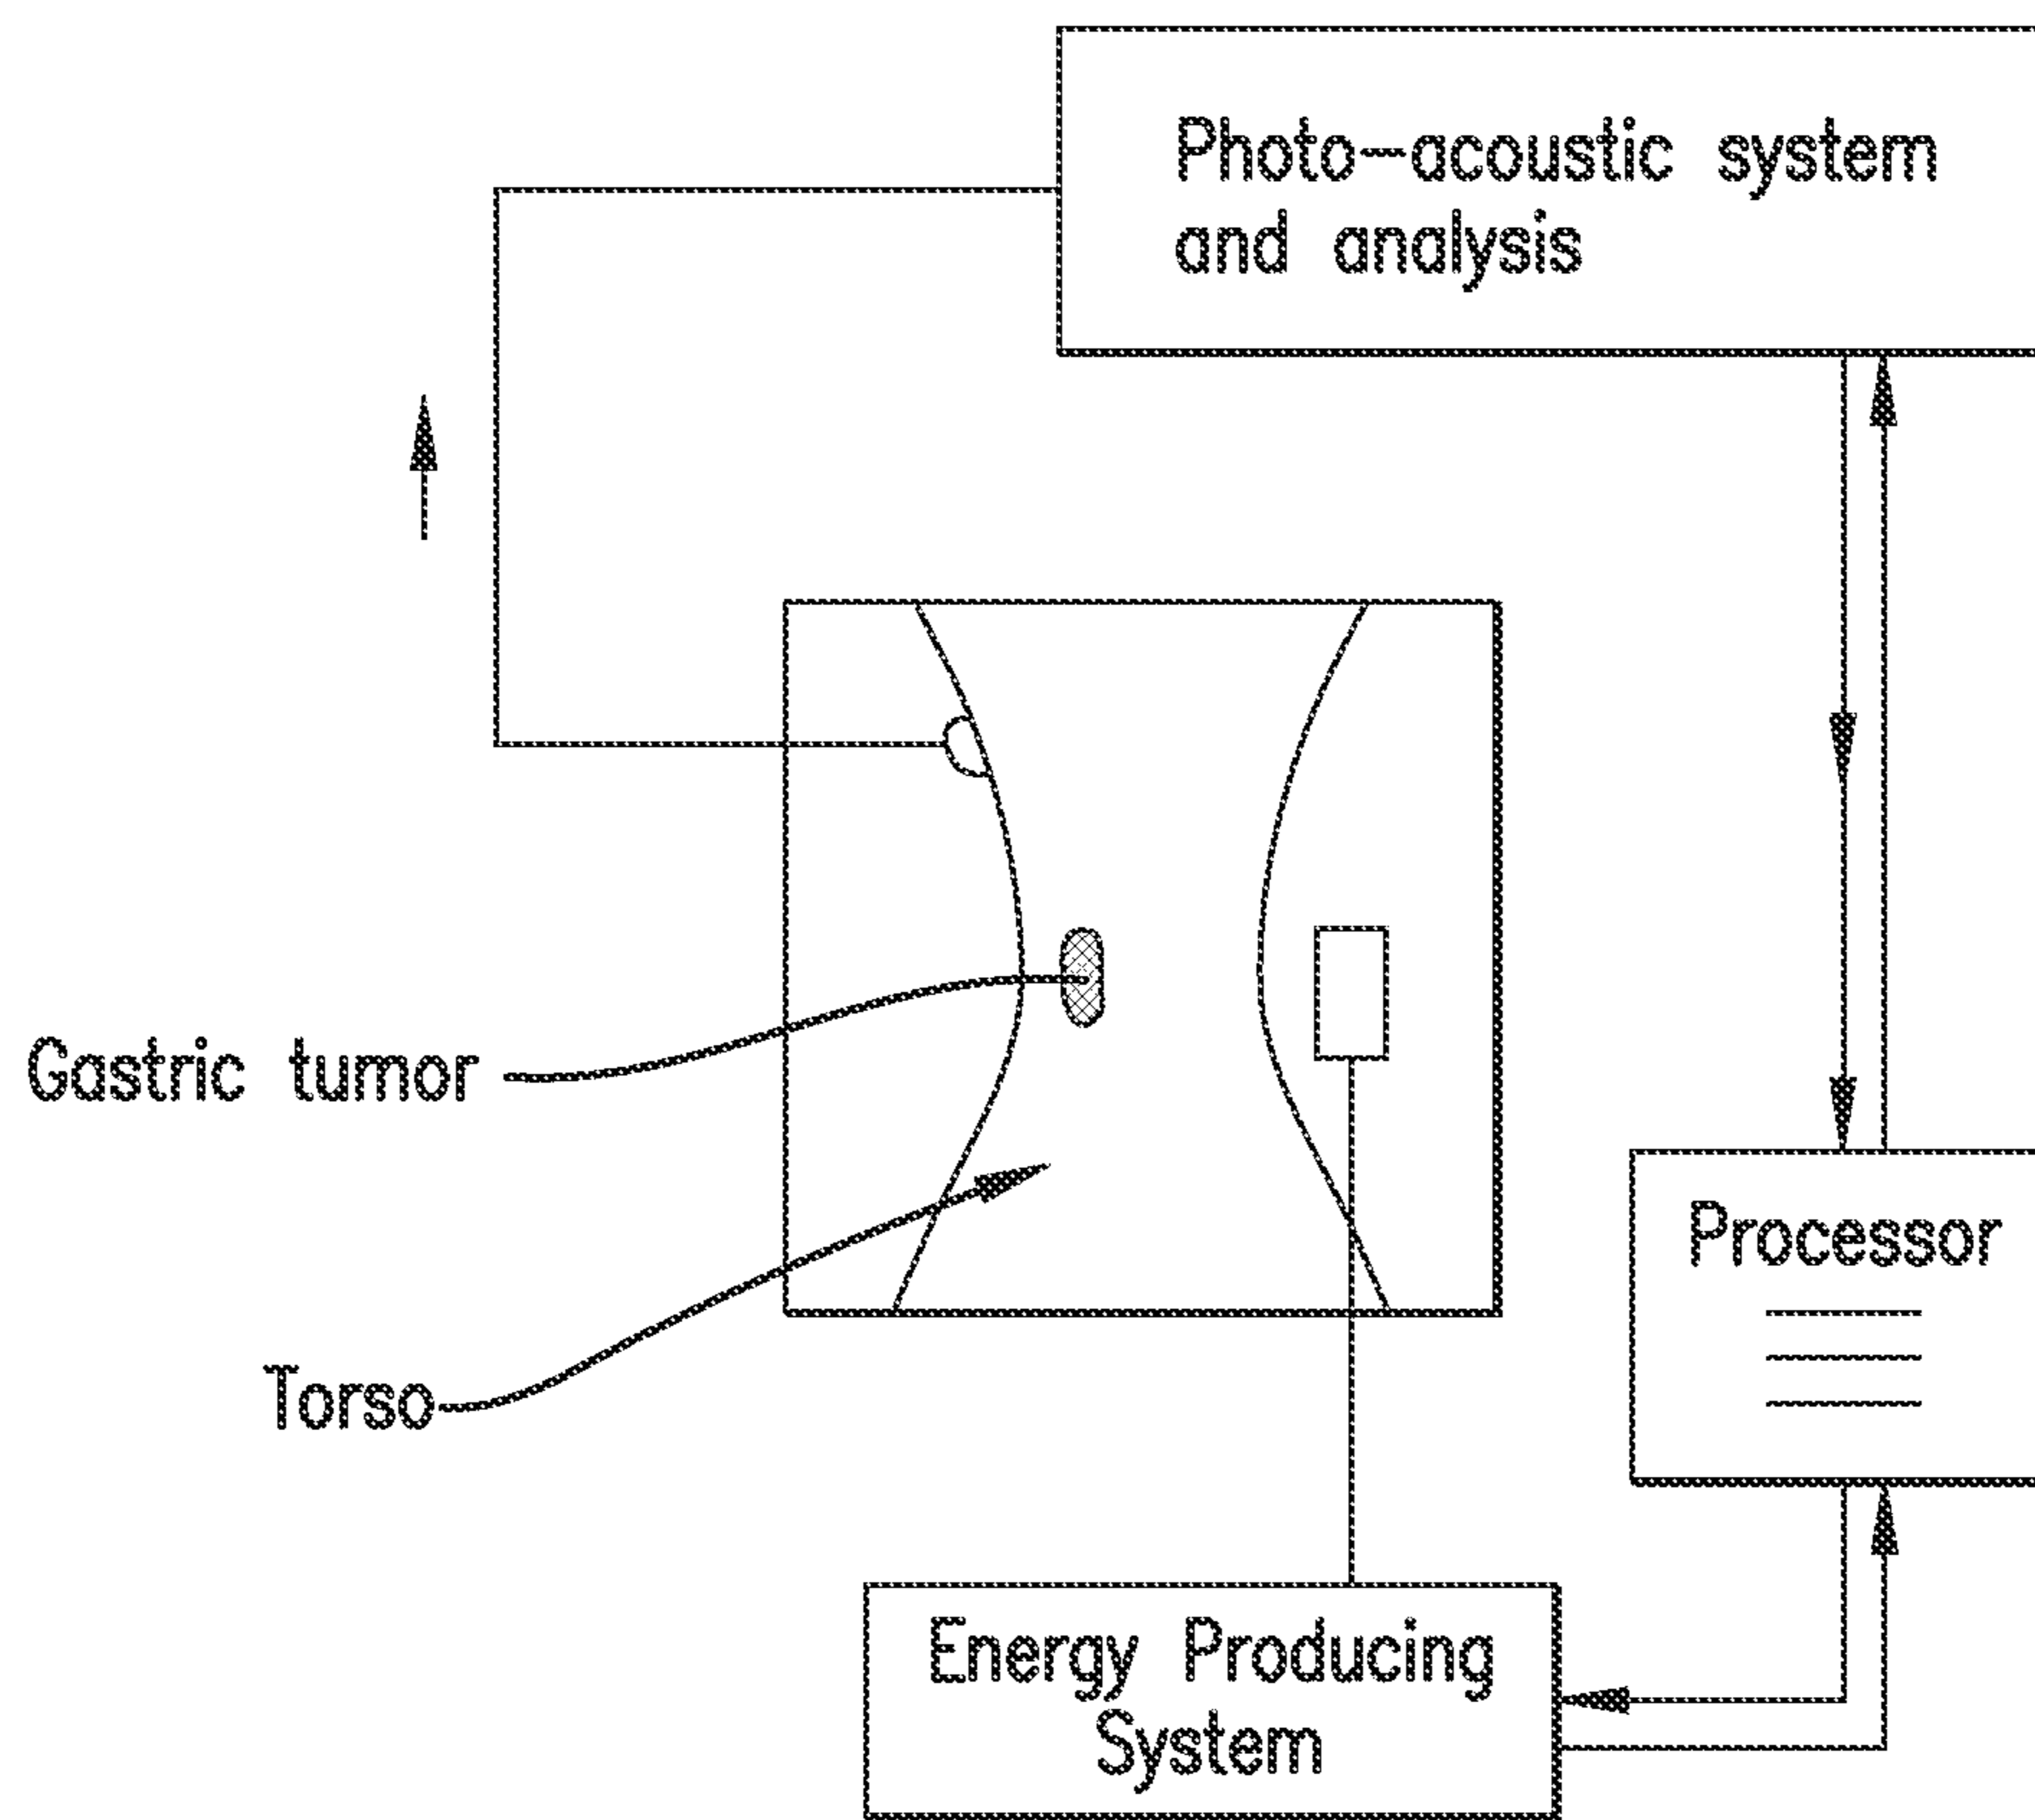 Photo-acoustic system
and analysis
Gastric tumor
Torso
Processor
Energy Producing
System